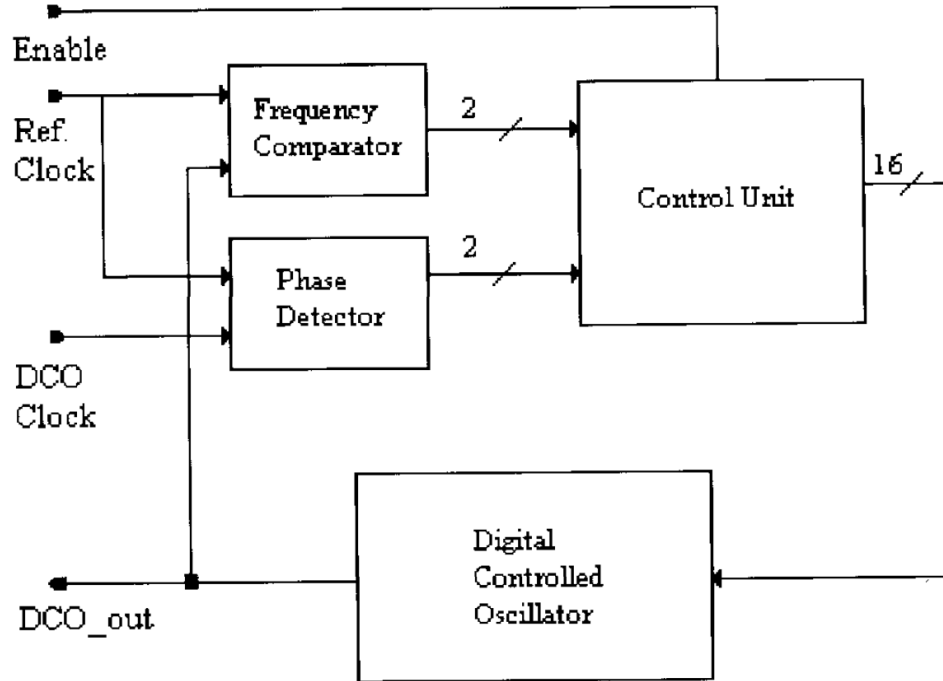 Enable
Ref.
Clock
Frequency
Comparator
2
Control Unit
16
Phase
Detector
2
DCO
Clock
Digital
Controlled
Oscillator
DCO_out